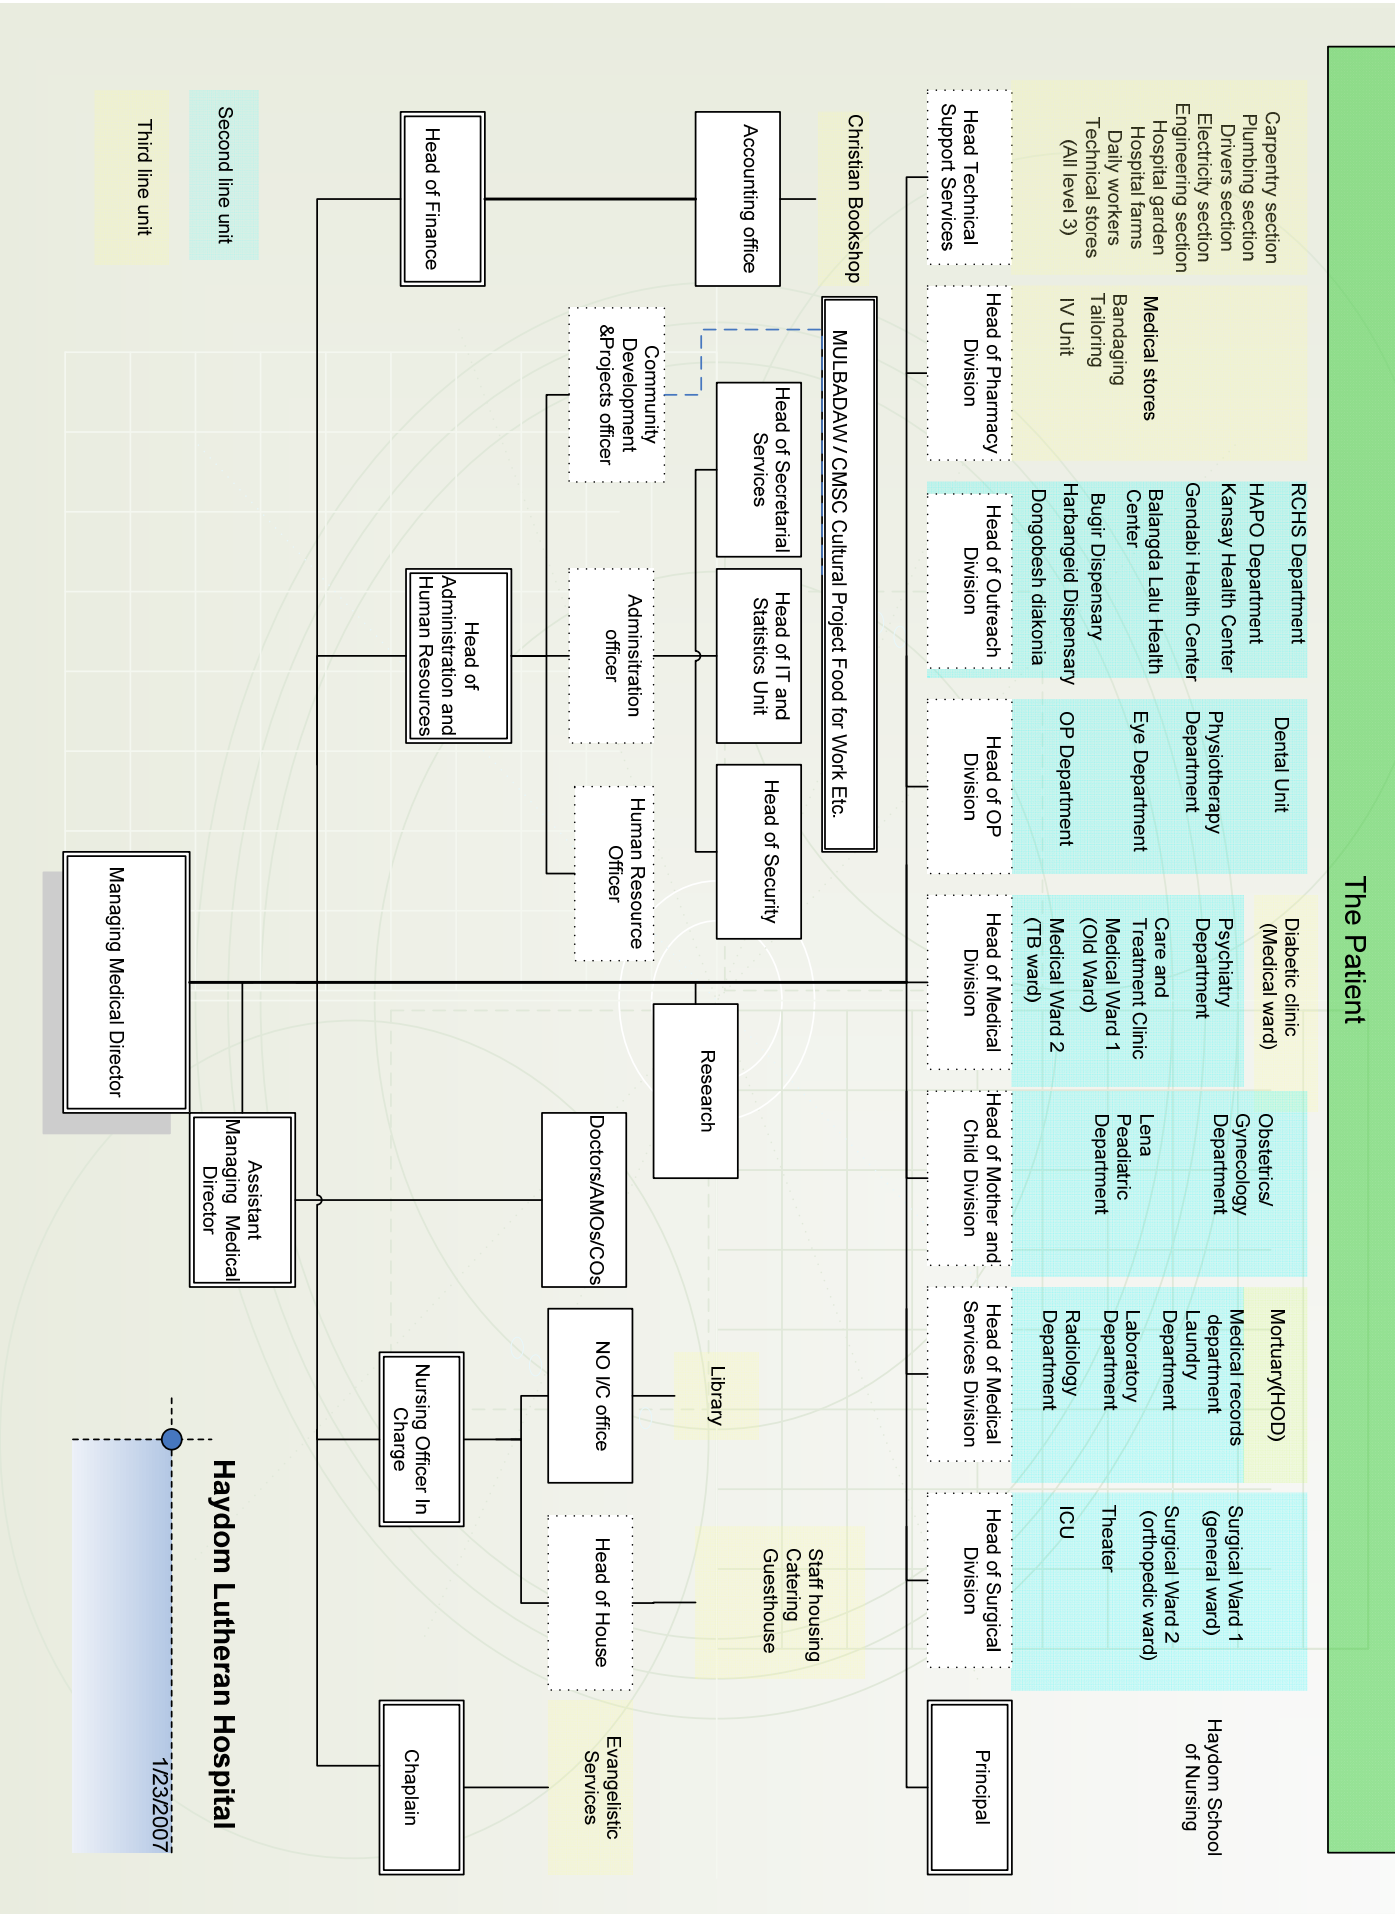 The Patient
Carpentry section
Plumbing section
Drivers section
Electricity section
Engineering section
Hospital garden
Hospital farms
Daily workers
Technical stores
(All level 3)
Head Technical
Support Services
Medical stores
Bandaging
Tailoring
IV Unit
Head of Pharmacy
Division
RCHS Department
HAPO Department
Kansay Health Center
Gendabi Health Center
Balangda Lalu Health
Center
Bugir Dispensary
Harbangeid Dispensary
Dongobesh diakonia
Head of Outreach
Division
Dental Unit
Physiotherapy
Department
Eye Department
OP Department
Head of OP
Division
Diabetic clinic
(Medical ward)
Psychiatry
Department
Care and
Treatment Clinic
Medical Ward 1
(Old Ward)
Medical Ward 2
(TB ward)
Head of Medical
Division
Obstetrics/
Gynecology
Department
Lena
Peadiatric
Department
Head of Mother and
Child Division
Mortuary(HOD)
Medical records
department
Laundry
Department
Laboratory
Department
Radiology
Department
Head of Medical
Services Division
Surgical Ward 1
(general ward)
Surgical Ward 2
(orthopedic ward)
Theater
ICU
Head of Surgical
Division
Haydom School
of Nursing
Principal
Christian Bookshop
MULBADAW / CMSC Cultural Project Food for Work Etc.
Accounting office
Head of Secretarial
Services
Head of IT and
Statistics Unit
Head of Security
Research
Library
Staff housing
Catering
Guesthouse
Community
Development
&Projects officer
Adminsitration
officer
Human Resource
Officer
Doctors/AMOs/COs
NO I/C office
Head of House
Evangelistic
Services
Head of Finance
Head of
Administration and
Human Resources
Nursing Officer In
Charge
Chaplain
Assistant
Managing Medical
Director
Managing Medical Director
Second line unit
Third line unit
Haydom Lutheran Hospital
1/23/2007